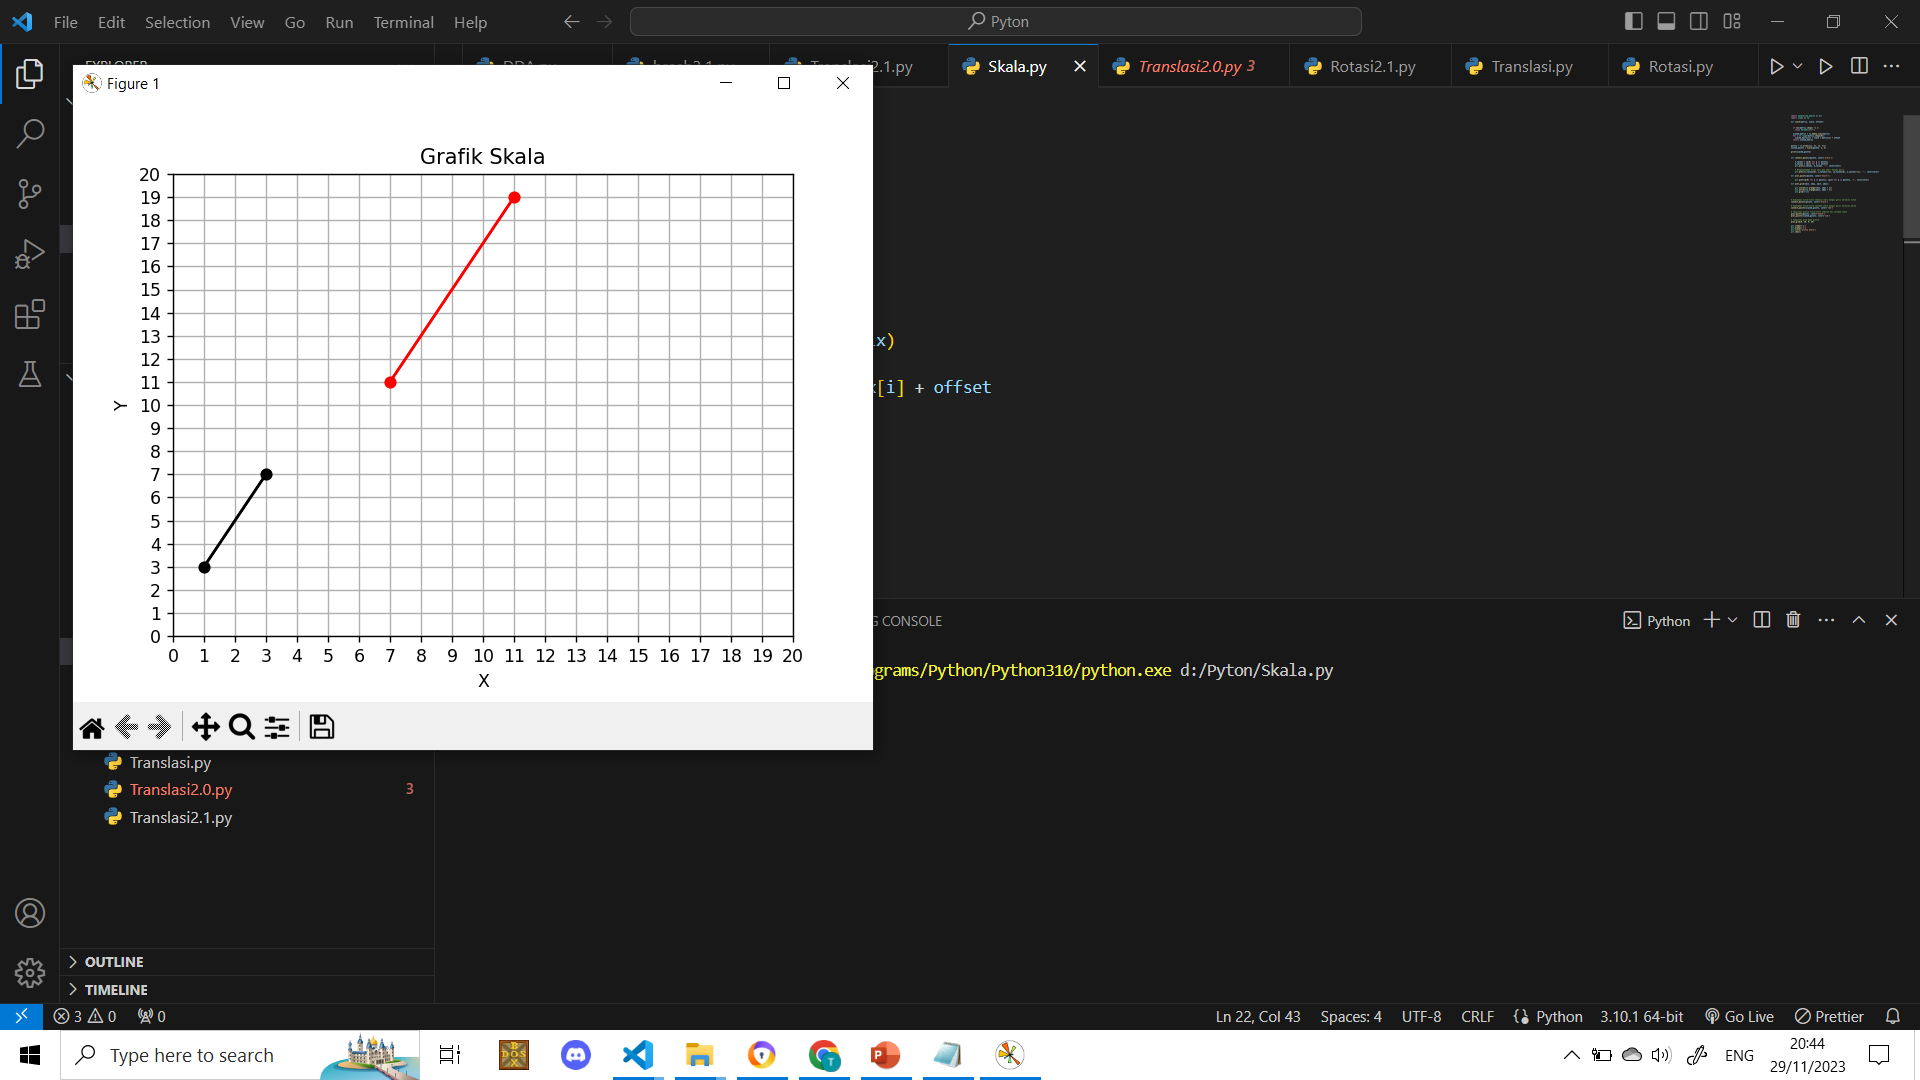 File Edit Selection View Go Run Terminal Help
Pyton
Skala.py
Translasi2.0.py 3
Rotasi2.1.py
Translasi.py
Rotasi.py
Figure 1
Grafik Skala
20
19
18
17
16
15
14
13
12
11
10
9
8
7
6
5
4
3
2
1
0
Y
0 1 2 3 4 5 6 7 8 9 10 11 12 13 14 15 16 17 18 19 20
X
x)
[i] + offset
CONSOLE
Python
grams/Python/Python310/python.exe d:/Pyton/Skala.py
Translasi.py
Translasi2.0.py 3
Translasi2.1.py
OUTLINE
TIMELINE
3 0 0
Ln 22, Col 43 Spaces: 4 UTF-8 CRLF Python 3.10.1 64-bit Go Live Prettier
Type here to search
DOS
T
P
ENG
20:44
29/11/2023